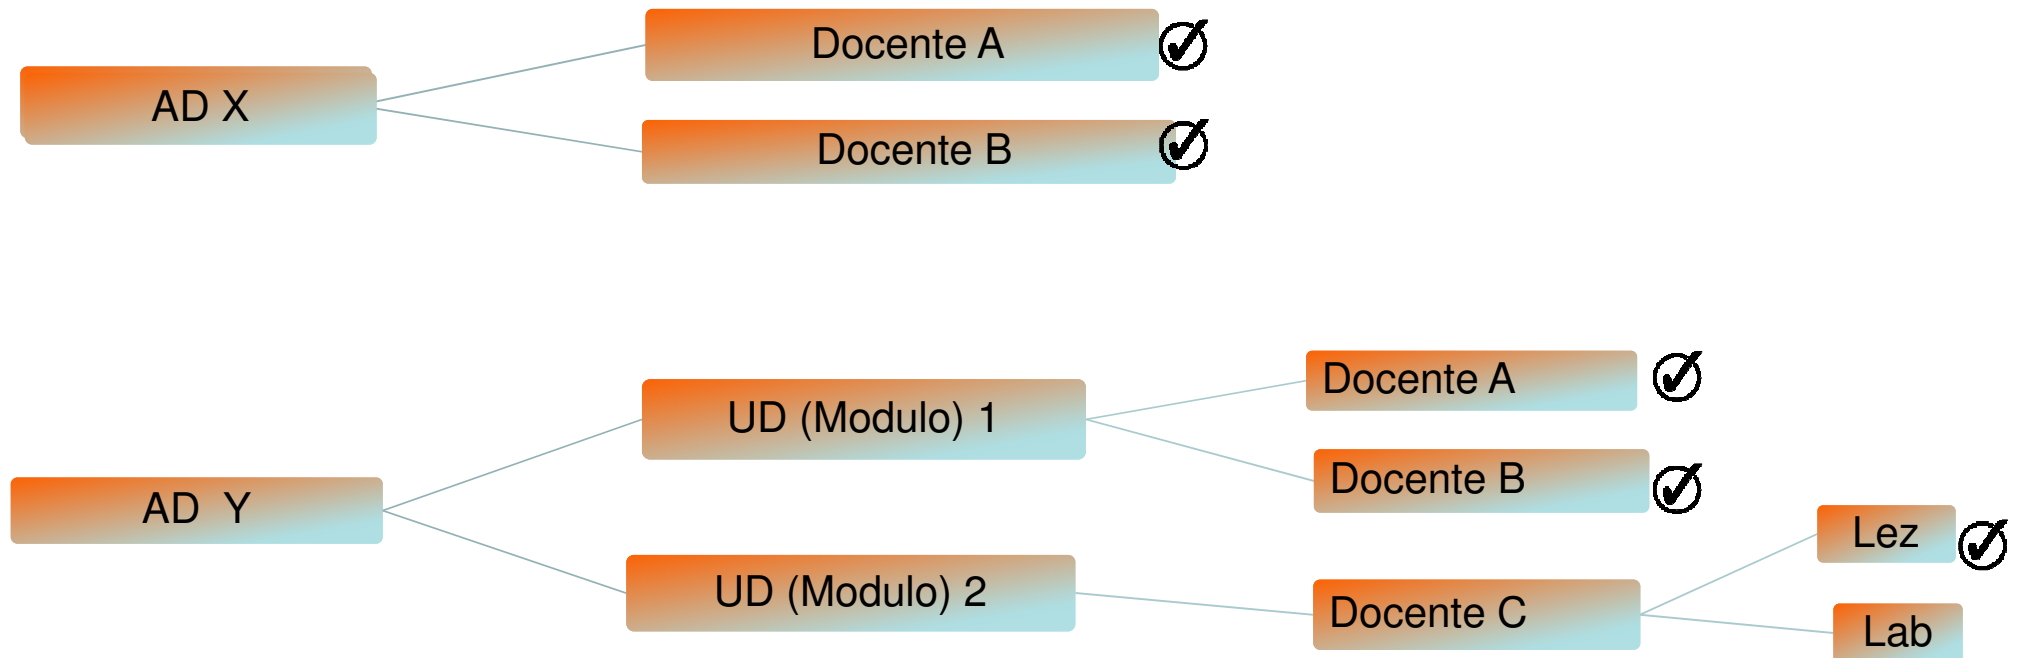 Docente A
AD X
Docente B
Docente A
UD (Modulo) 1
Docente B
AD  Y
Lez
UD (Modulo) 2
Docente C
Lab